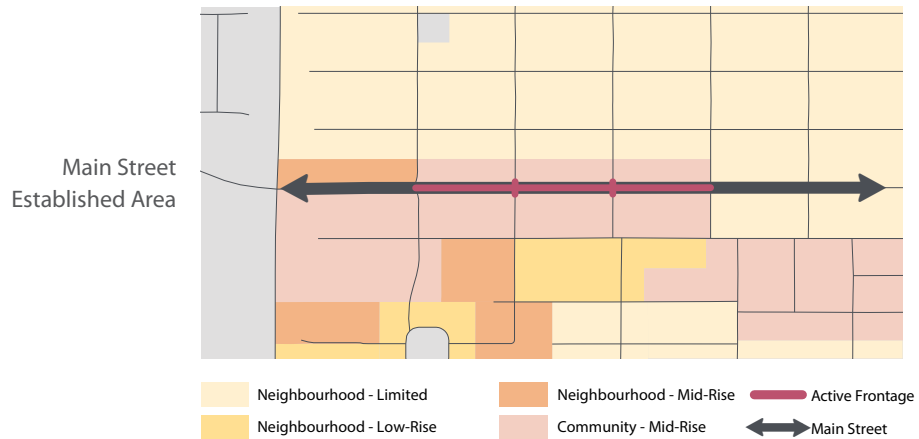 Main Street
Established Area
Neighbourhood - Limited
Neighbourhood - Mid-Rise
Active Frontage
Neighbourhood - Low-Rise
Community - Mid-Rise
Main Street